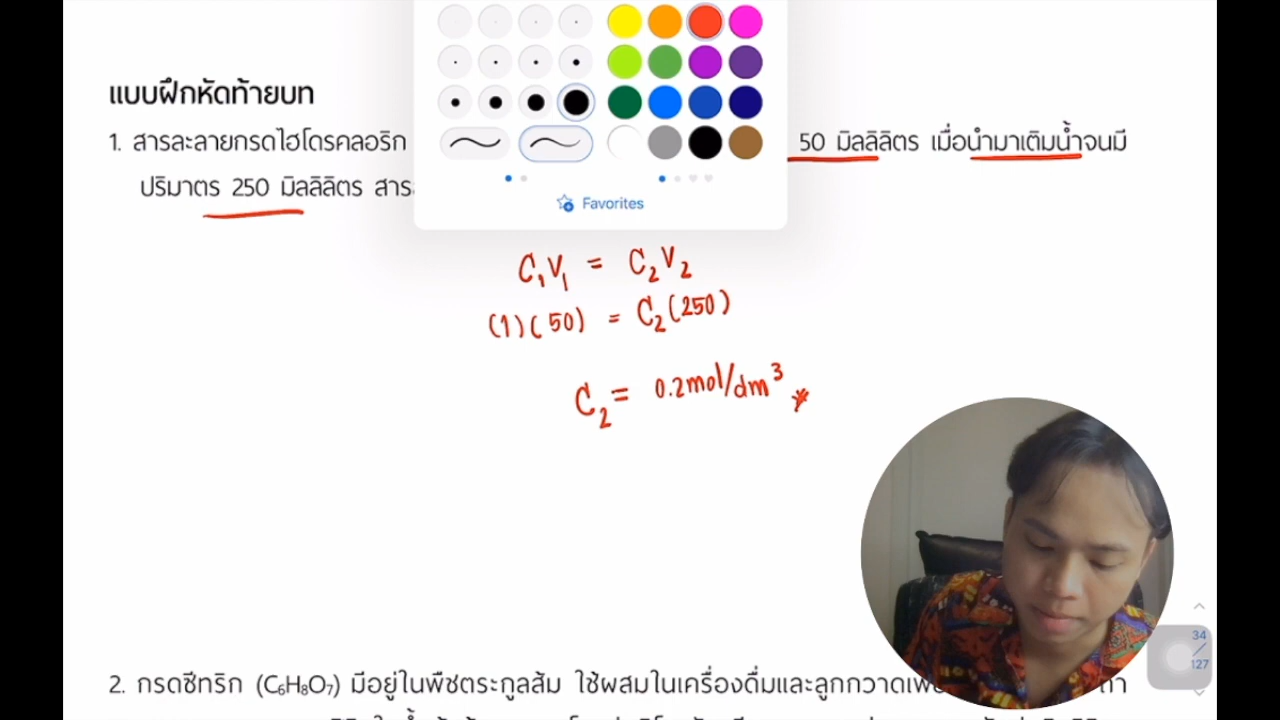 แบบฝึกหัดท้ายบท
1. สารละลายกรดไฮโดรคลอริก 50 มิลลิลิตร เมื่อนำมาเติมน้ำจนมี
ปริมาตร 250 มิลลิลิตร
Favorites
C₁V₁ = C₂V₂
(1)(50) = C₂(250)
C₂ = 0.2mol/dm³
34
127
2. กรดซีทริก (C₆H₈O₇) มีอยู่ในพืชตระกูลส้ม ใช้ผสมในเครื่องดื่มและลูกกวาด